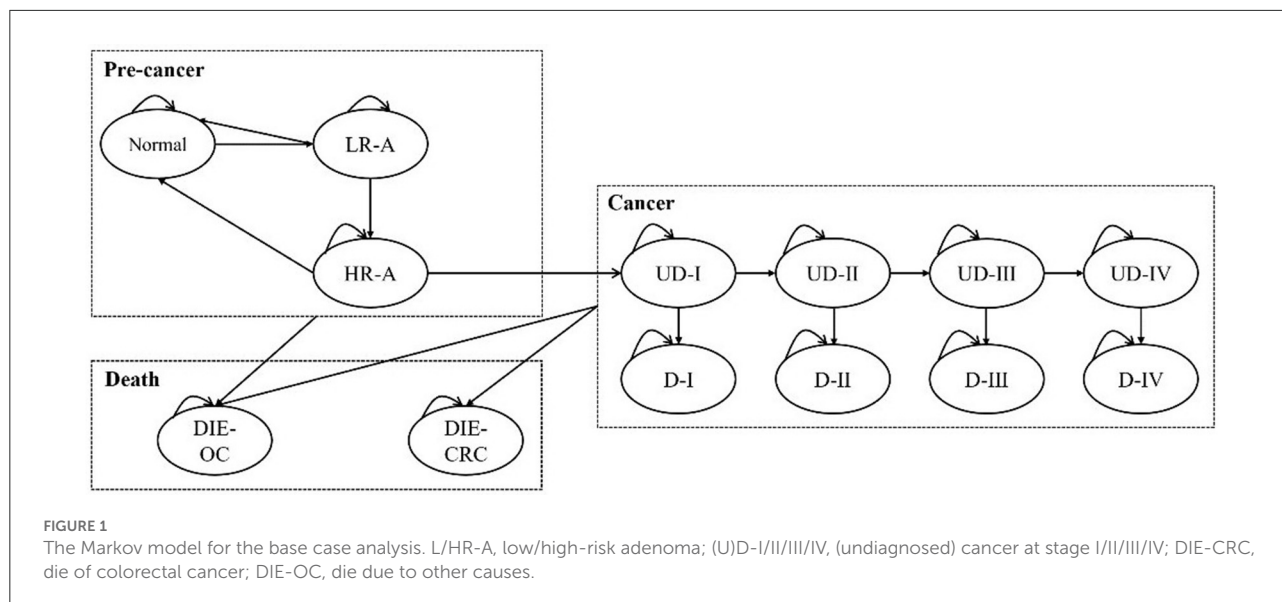 Pre-cancer
Normal
LR-A
HR-A
Cancer
UD-I
UD-II
UD-III
UD-IV
D-I
D-II
D-III
D-IV
Death
DIE-
OC
DIE-
CRC
FIGURE 1
The Markov model for the base case analysis. L/HR-A, low/high-risk adenoma; (U)D-I/II/III/IV, (undiagnosed) cancer at stage I/II/III/IV; DIE-CRC,
die of colorectal cancer; DIE-OC, die due to other causes.